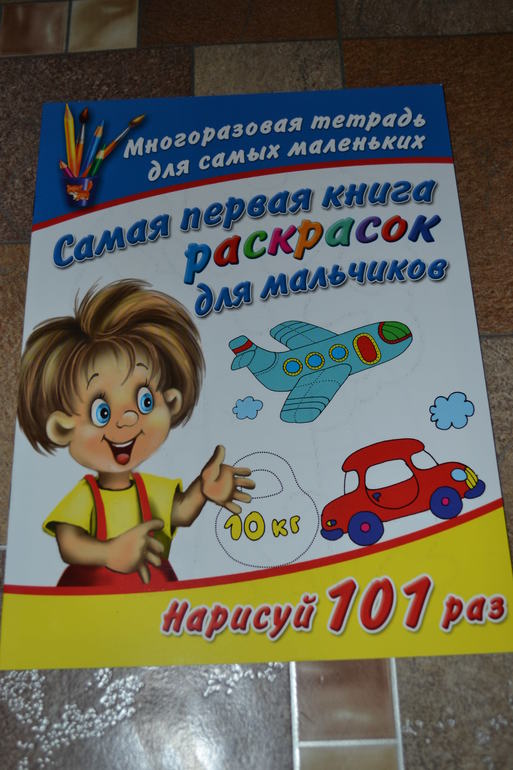 Многоразовая тетрадь
для самых маленьких
Самая первая книга
раскрасок
для мальчиков
10 кг
Нарисуй 101 раз